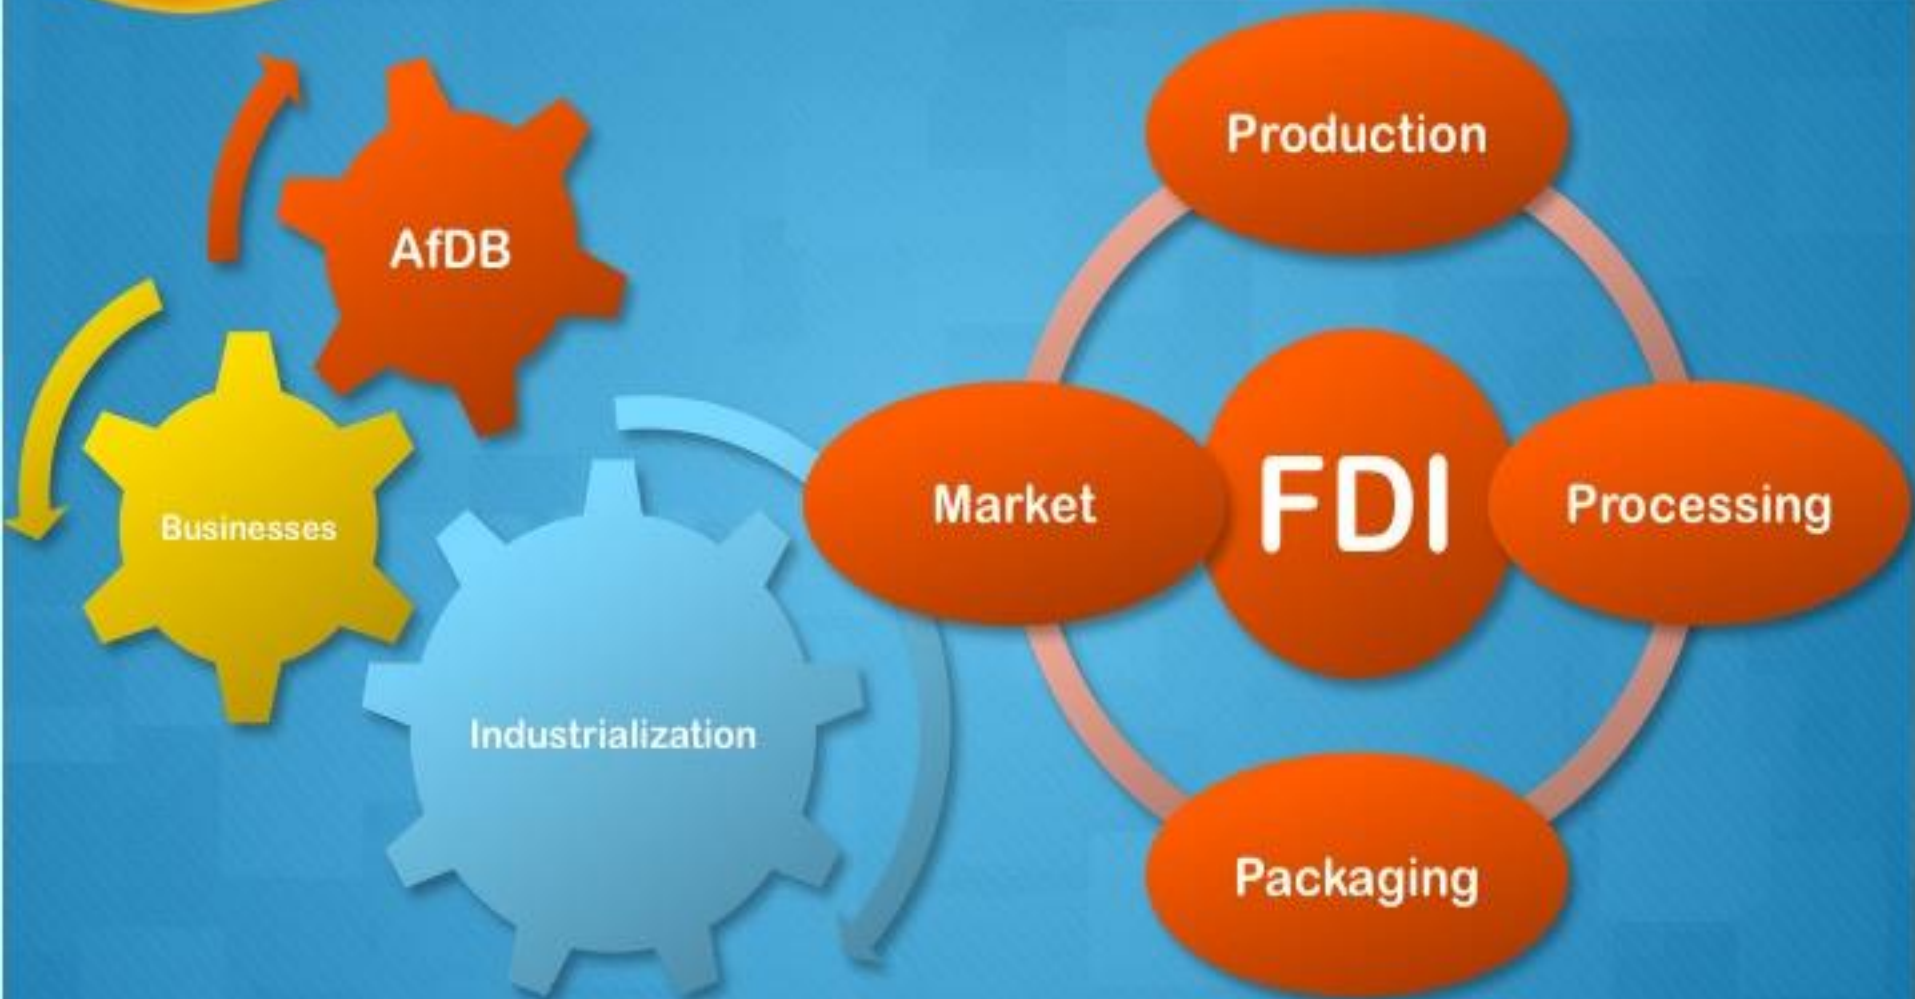 AfDB
Businesses
Industrialization
Production
Market
FDI
Processing
Packaging